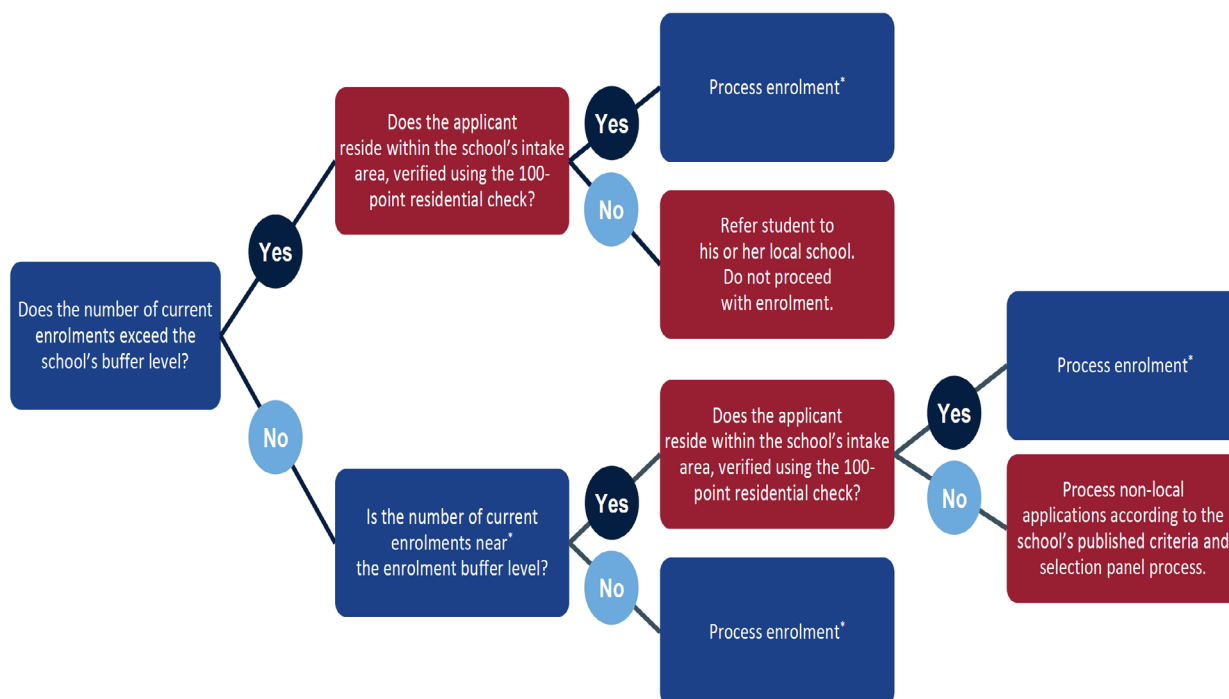 Does the number of current
enrolments exceed the
school's buffer level?
Yes
Does the applicant
reside within the school's intake
area, verified using the 100-
point residential check?
Yes
Process enrolment*
No
Refer student to
his or her local school.
Do not proceed
with enrolment.
No
Is the number of current
enrolments near*
the enrolment buffer level?
Yes
Does the applicant
reside within the school's intake
area, verified using the 100-
point residential check?
Yes
Process enrolment*
No
Process non-local
applications according to the
school's published criteria and
selection panel process.
No
Process enrolment*